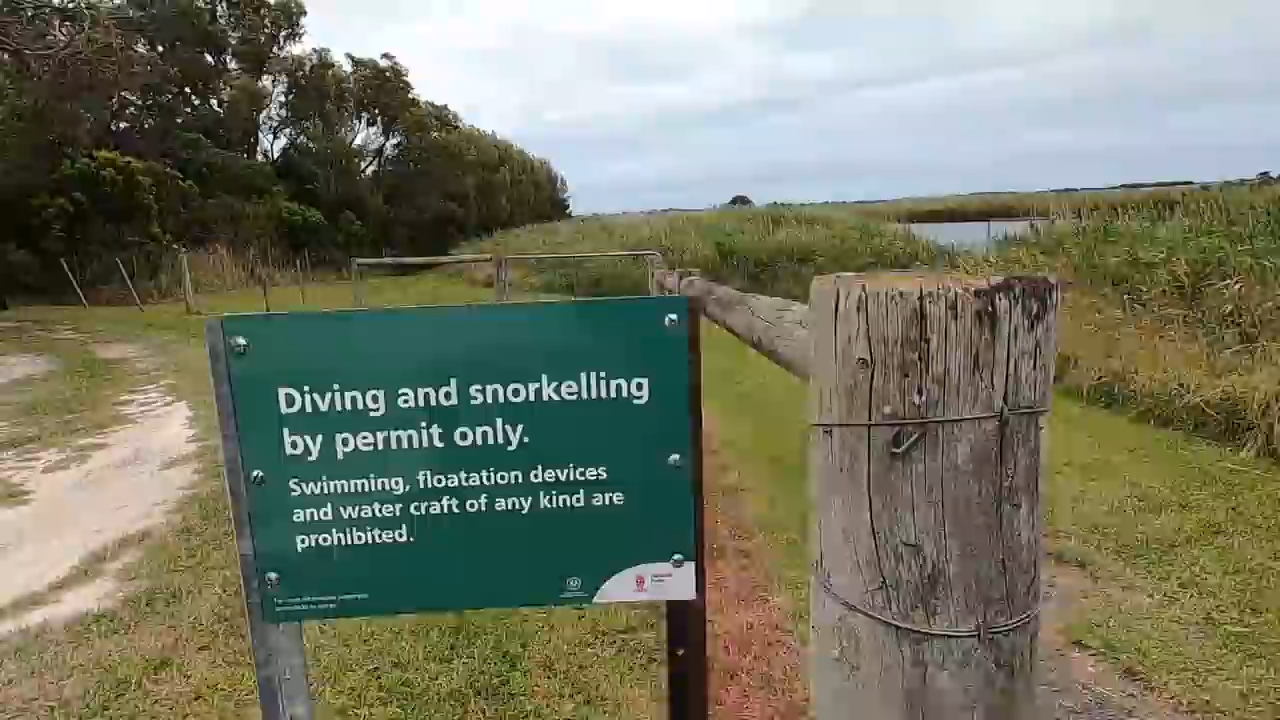 Diving and snorkelling
by permit only.
Swimming, floatation devices
and water craft of any kind are
prohibited.